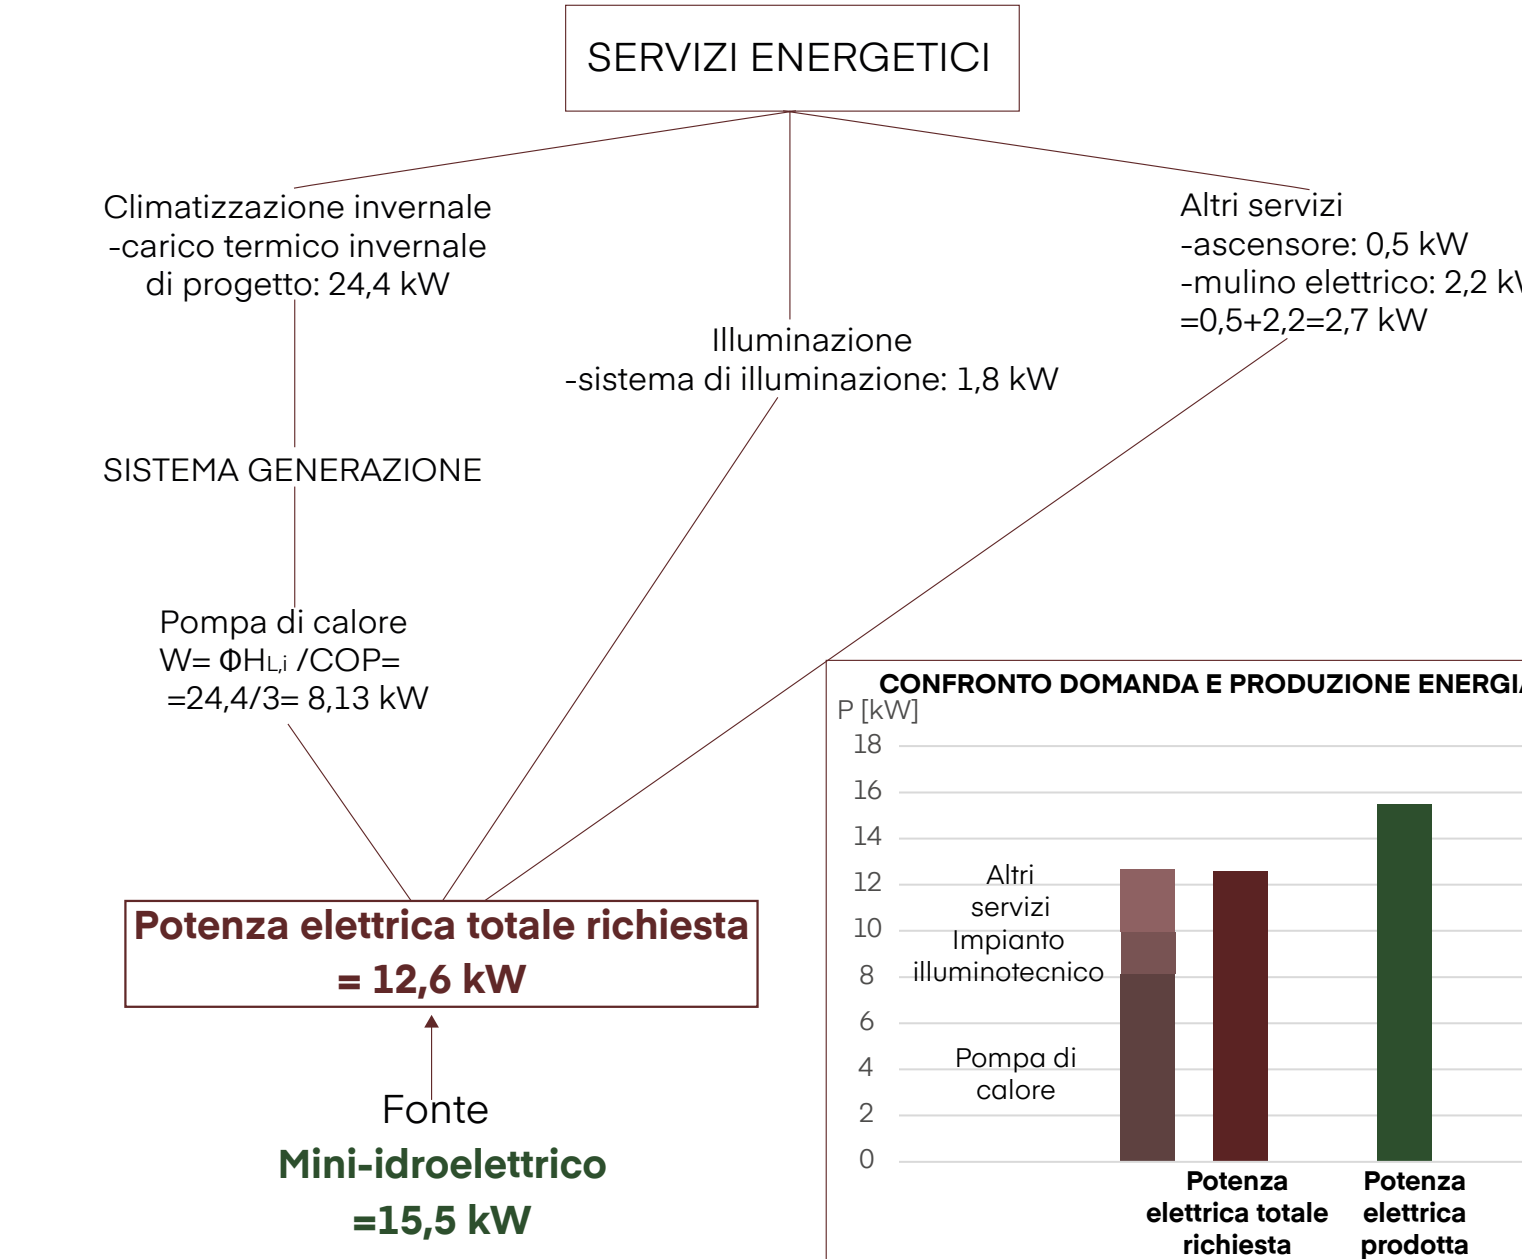 SERVIZI ENERGETICI
Climatizzazione invernale
-carico termico invernale
di progetto: 24,4 kW
Illuminazione
-sistema di illuminazione: 1,8 kW
Altri servizi
-ascensore: 0,5 kW
-mulino elettrico: 2,2 kW
=0,5+2,2=2,7 kW
SISTEMA GENERAZIONE
Pompa di calore
W= ΦHL,i /COP=
=24,4/3= 8,13 kW
Potenza elettrica totale richiesta
= 12,6 kW
Fonte
Mini-idroelettrico
=15,5 kW
CONFRONTO DOMANDA E PRODUZIONE ENERGIA
P [kW]
18
16
14
12
10
8
6
4
2
0
Altri
servizi
Impianto
illuminotecnico
Pompa di
calore
Potenza
elettrica totale
richiesta
Potenza
elettrica
prodotta